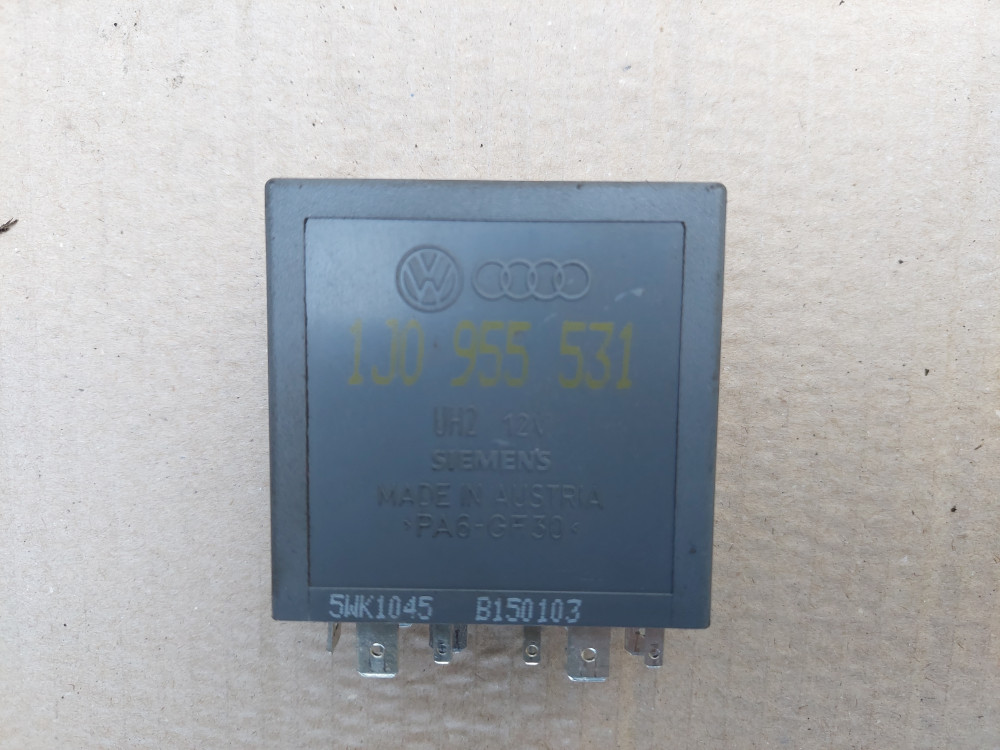 1J0 955 531
UH2 12V
SIEMENS
MADE IN AUSTRIA
>PA6-GF30<
5WK1045 B150103